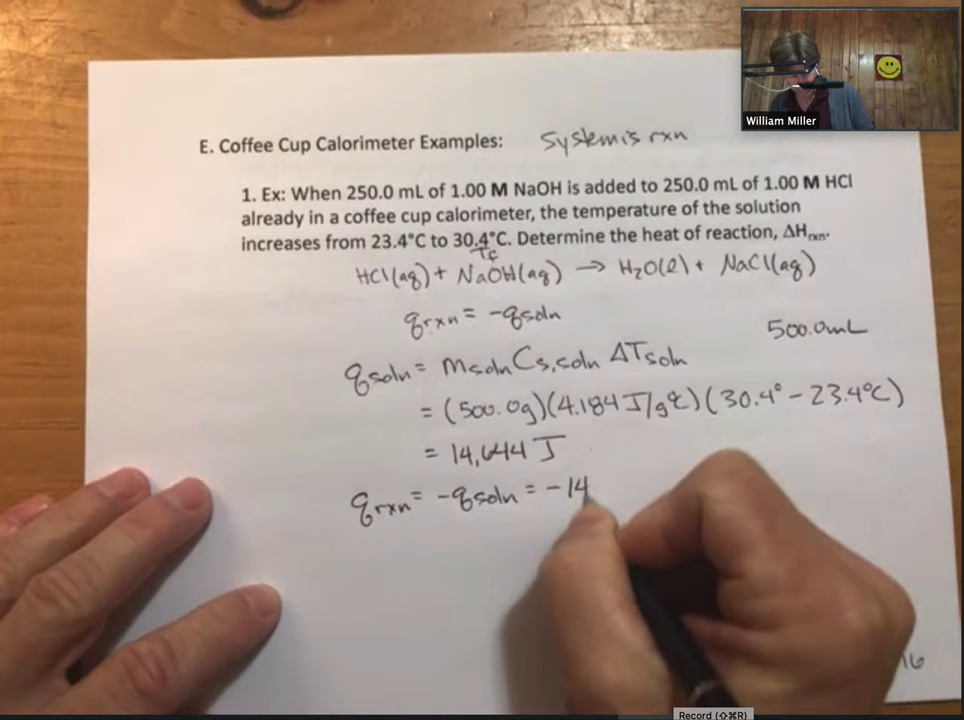 William Miller
E. Coffee Cup Calorimeter Examples: System is rxn
1. Ex: When 250.0 mL of 1.00 M NaOH is added to 250.0 mL of 1.00 M HCl
already in a coffee cup calorimeter, the temperature of the solution
increases from 23.4°C to 30.4°C. Determine the heat of reaction, ΔHrxn.
HCl(aq) + NaOH(aq) → H2O(l) + NaCl(aq)
qrxn = -qsoln
500.0mL
qsoln = msoln Cs,soln ΔTsoln
= (500.0g)(4.184 J/g°C)(30.4° - 23.4°C)
= 14,644 J
qrxn = -qsoln = -14
16
Record (⇧⌘R)